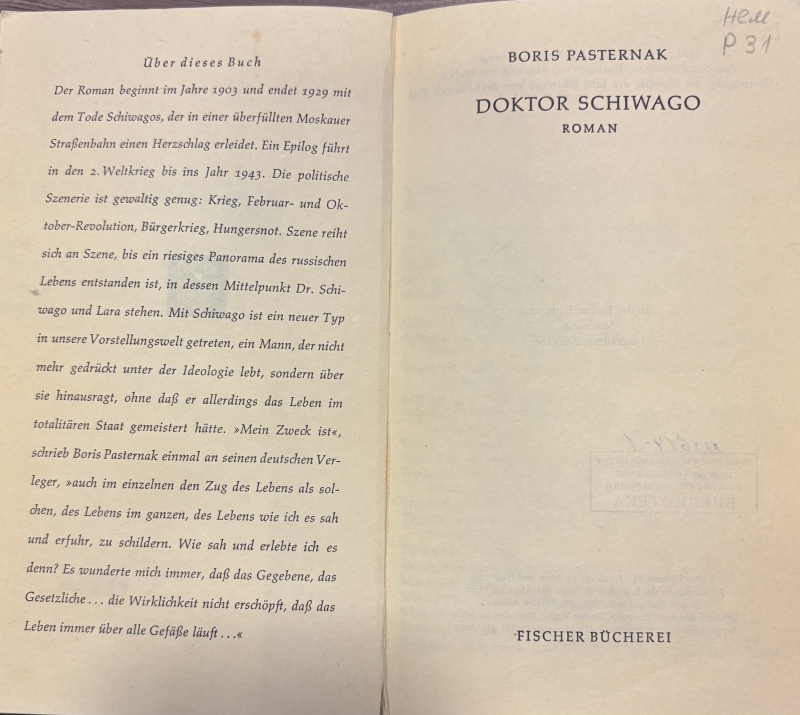 Über dieses Buch
Der Roman beginnt im Jahre 1903 und endet 1929 mit
dem Tode Schiwagos, der in einer überfüllten Moskauer
Straßenbahn einen Herzschlag erleidet. Ein Epilog führt
in den 2. Weltkrieg bis ins Jahr 1943. Die politische
Szenerie ist gewaltig genug: Krieg, Februar- und Ok-
tober-Revolution, Bürgerkrieg, Hungersnot. Szene reiht
sich an Szene, bis ein riesiges Panorama des russischen
Lebens entstanden ist, in dessen Mittelpunkt Dr. Schi-
wago und Lara stehen. Mit Schiwago ist ein neuer Typ
in unsere Vorstellungswelt getreten, ein Mann, der nicht
mehr gedrückt unter der Ideologie lebt, sondern über
sie hinausragt, ohne daß er allerdings das Leben im
totalitären Staat gemeistert hätte. »Mein Zweck ist«,
schrieb Boris Pasternak einmal an seinen deutschen Ver-
leger, »auch im einzelnen den Zug des Lebens als sol-
chen, des Lebens im ganzen, des Lebens wie ich es sah
und erfuhr, zu schildern. Wie sah und erlebte ich es
denn? Es wunderte mich immer, daß das Gegebene, das
Gesetzliche ... die Wirklichkeit nicht erschöpft, daß das
Leben immer über alle Gefäße läuft ...«
Нем
Р 31
BORIS PASTERNAK
DOKTOR SCHIWAGO
ROMAN
FISCHER BÜCHEREI